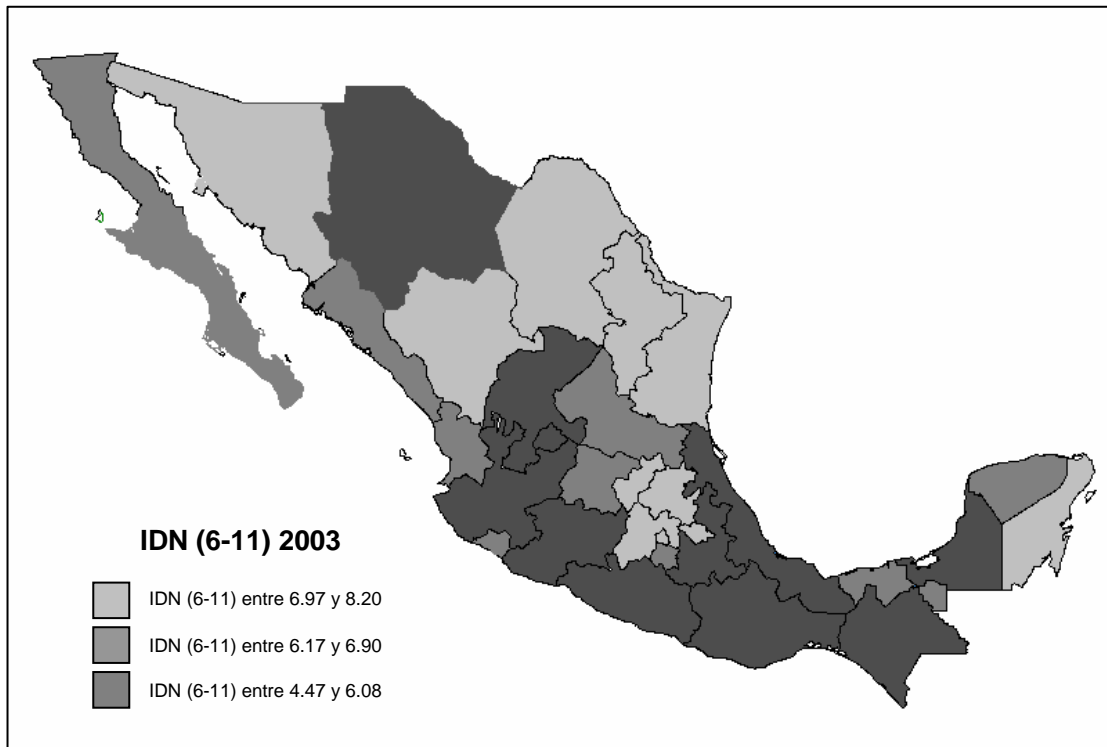 IDN (6-11) 2003
IDN (6-11) entre 6.97 y 8.20
IDN (6-11) entre 6.17 y 6.90
IDN (6-11) entre 4.47 y 6.08